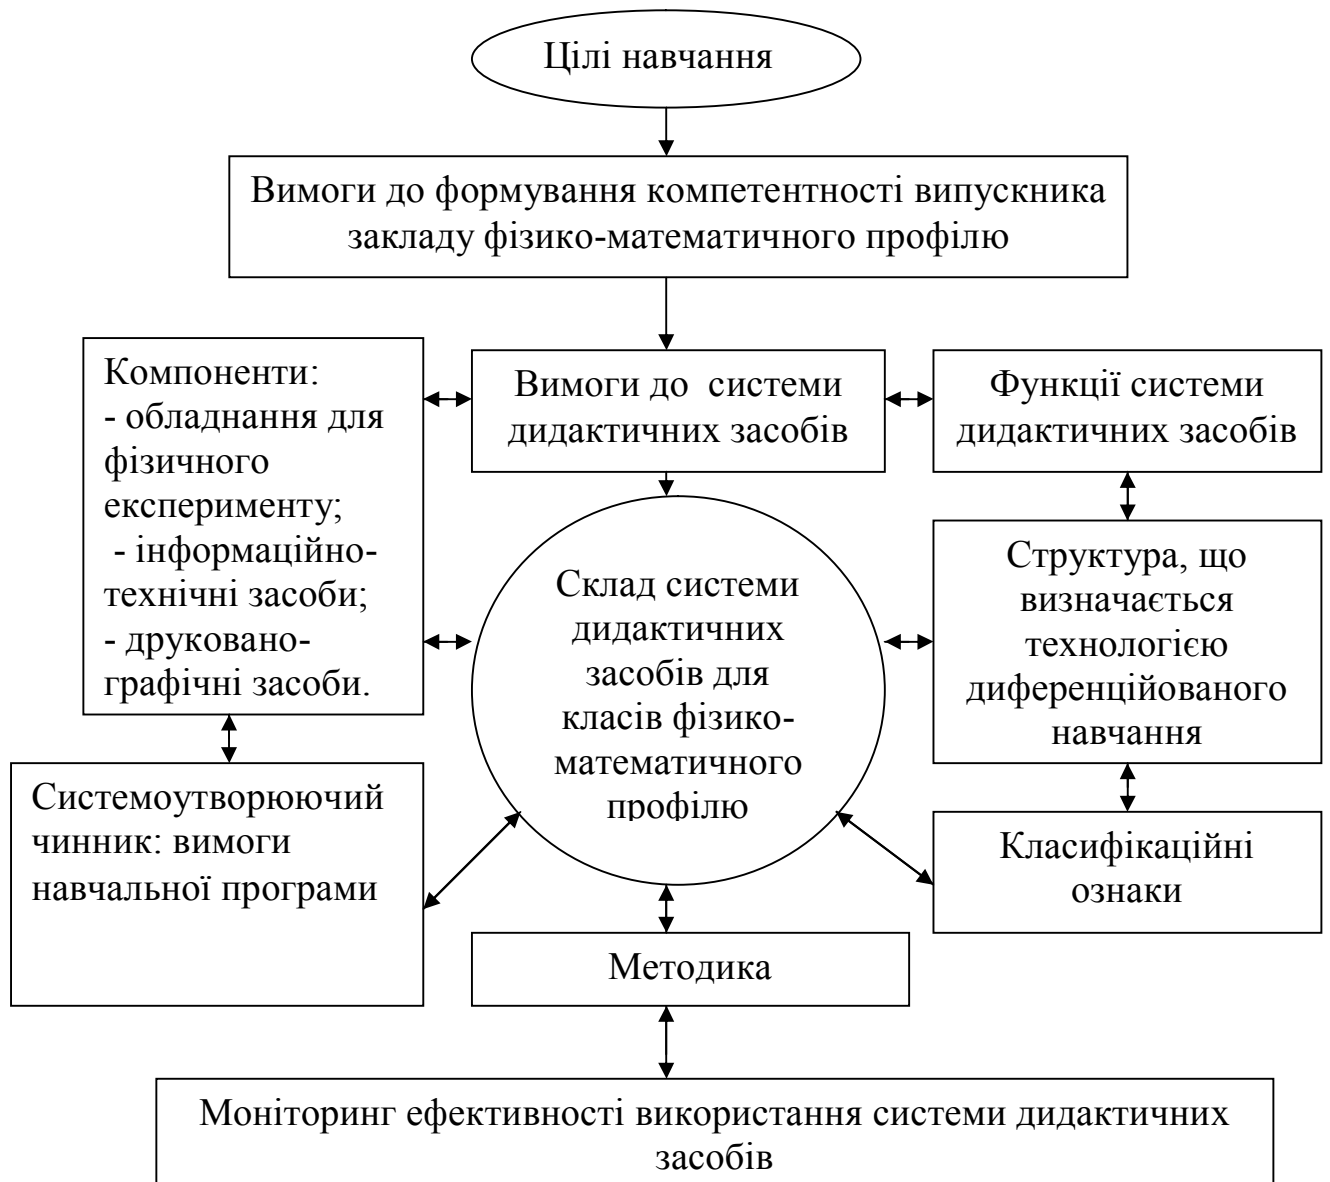 Цілі навчання
Вимоги до формування компетентності випускника
закладу фізико-математичного профілю
Компоненти:
- обладнання для
фізичного
експерименту;
- інформаційно-
технічні засоби;
- друковано-
графічні засоби.
Вимоги до системи
дидактичних засобів
Функції системи
дидактичних засобів
Склад системи
дидактичних
засобів для
класів фізико-
математичного
профілю
Структура, що
визначається
технологією
диференційованого
навчання
Системоутворюючий
чинник: вимоги
навчальної програми
Класифікаційні
ознаки
Методика
Моніторинг ефективності використання системи дидактичних
засобів